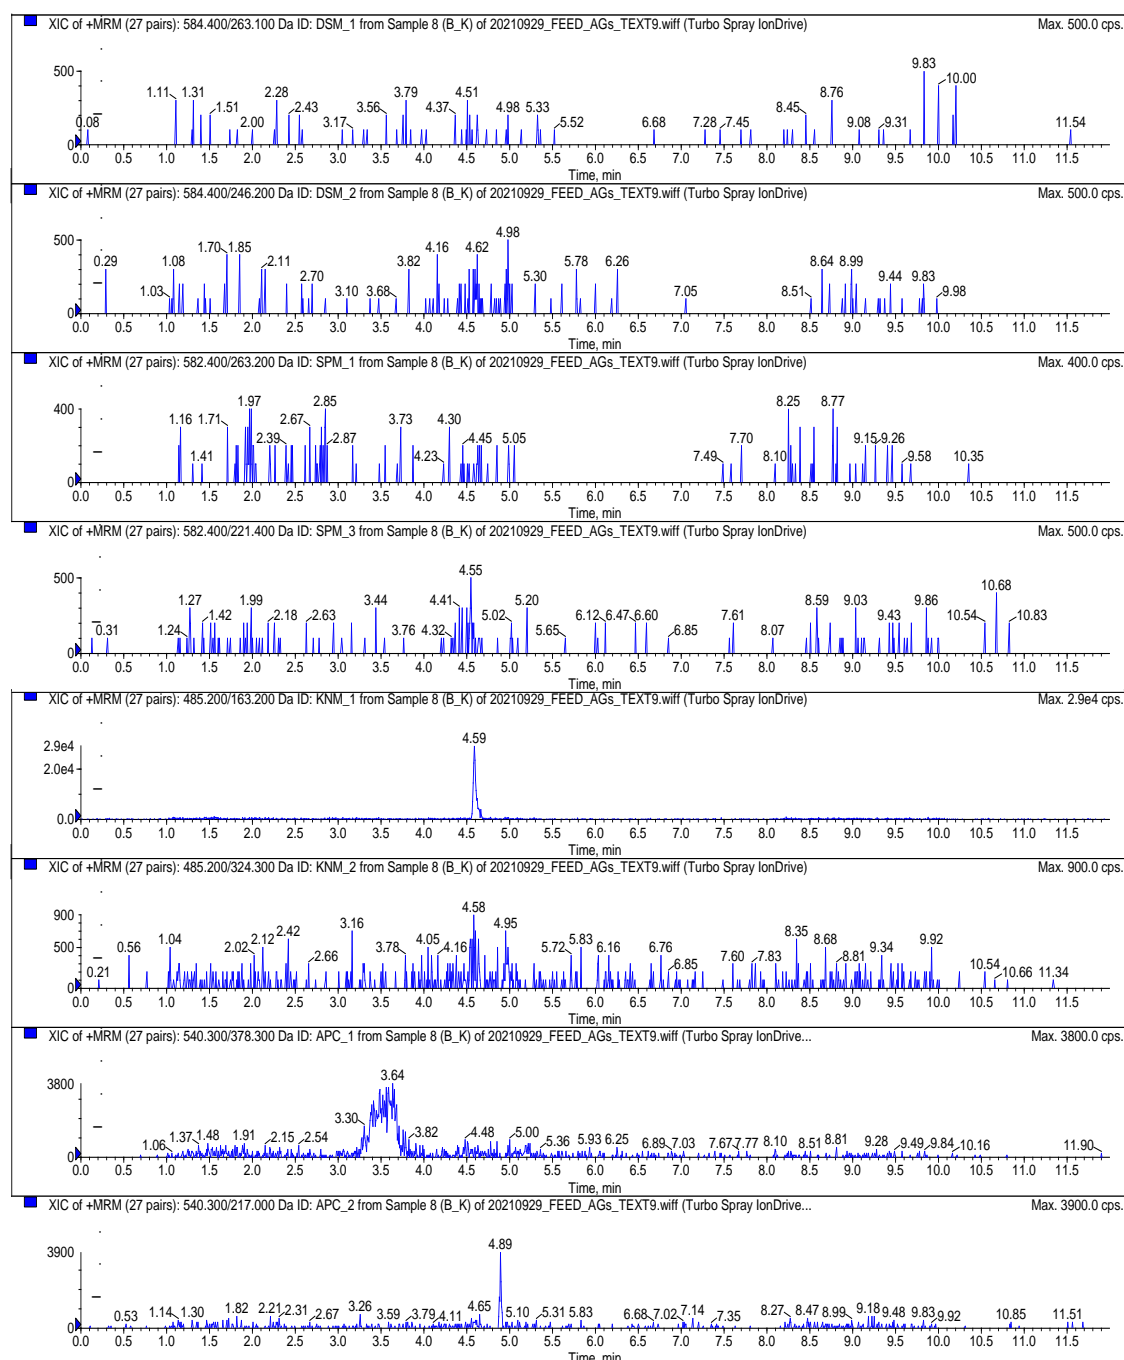 XIC of +MRM (27 pairs): 584.400/263.100 Da ID: DSM_1 from Sample 8 (B_K) of 20210929_FEED_AGs_TEXT9.wiff (Turbo Spray IonDrive) Max. 500.0 cps.
9.83
500 10.00
1.11 1.31 2.28 3.79 4.51 8.76
1.51 2.43 3.56 4.37 4.98 5.33 8.45
0.08 2.00 3.17 5.52 6.68 7.28 7.45 9.08 9.31 11.54
0
0.0 0.5 1.0 1.5 2.0 2.5 3.0 3.5 4.0 4.5 5.0 5.5 6.0 6.5 7.0 7.5 8.0 8.5 9.0 9.5 10.0 10.5 11.0 11.5
Time, min
XIC of +MRM (27 pairs): 584.400/246.200 Da ID: DSM_2 from Sample 8 (B_K) of 20210929_FEED_AGs_TEXT9.wiff (Turbo Spray IonDrive) Max. 500.0 cps.
500 4.98
1.70 1.85 4.16 4.62
0.29 1.08 2.11 3.82 5.78 6.26 8.64 8.99
2.70 5.30 9.44 9.83
1.03 3.10 3.68 7.05 8.51 9.98
0
0.0 0.5 1.0 1.5 2.0 2.5 3.0 3.5 4.0 4.5 5.0 5.5 6.0 6.5 7.0 7.5 8.0 8.5 9.0 9.5 10.0 10.5 11.0 11.5
Time, min
XIC of +MRM (27 pairs): 582.400/263.200 Da ID: SPM_1 from Sample 8 (B_K) of 20210929_FEED_AGs_TEXT9.wiff (Turbo Spray IonDrive) Max. 400.0 cps.
400 1.97 2.85 8.25 8.77
1.16 1.71 2.67 3.73 4.30
2.39 2.87 4.45 5.05 7.70 9.15 9.26
1.41 4.23 7.49 8.10 9.58 10.35
0
0.0 0.5 1.0 1.5 2.0 2.5 3.0 3.5 4.0 4.5 5.0 5.5 6.0 6.5 7.0 7.5 8.0 8.5 9.0 9.5 10.0 10.5 11.0 11.5
Time, min
XIC of +MRM (27 pairs): 582.400/221.400 Da ID: SPM_3 from Sample 8 (B_K) of 20210929_FEED_AGs_TEXT9.wiff (Turbo Spray IonDrive) Max. 500.0 cps.
500 4.55
10.68
1.27 1.99 3.44 4.41 5.20 8.59 9.03 9.86
1.42 2.18 2.63 5.02 6.12 6.47 6.60 7.61 9.43 10.54 10.83
0.31 1.24 3.76 4.32 5.65 6.85 8.07
0
0.0 0.5 1.0 1.5 2.0 2.5 3.0 3.5 4.0 4.5 5.0 5.5 6.0 6.5 7.0 7.5 8.0 8.5 9.0 9.5 10.0 10.5 11.0 11.5
Time, min
XIC of +MRM (27 pairs): 485.200/163.200 Da ID: KNM_1 from Sample 8 (B_K) of 20210929_FEED_AGs_TEXT9.wiff (Turbo Spray IonDrive) Max. 2.9e4 cps.
2.9e4 4.59
2.0e4
0.0
0.0 0.5 1.0 1.5 2.0 2.5 3.0 3.5 4.0 4.5 5.0 5.5 6.0 6.5 7.0 7.5 8.0 8.5 9.0 9.5 10.0 10.5 11.0 11.5
Time, min
XIC of +MRM (27 pairs): 485.200/324.300 Da ID: KNM_2 from Sample 8 (B_K) of 20210929_FEED_AGs_TEXT9.wiff (Turbo Spray IonDrive) Max. 900.0 cps.
900 4.58
3.16 4.95
2.42 8.35
500 1.04 2.12 4.05 5.83 9.92
0.56 2.02 3.78 4.16 5.72 6.16 6.76 8.68 9.34
2.66 7.60 7.83 8.81
0.21 6.85 10.54 10.66 11.34
0
0.0 0.5 1.0 1.5 2.0 2.5 3.0 3.5 4.0 4.5 5.0 5.5 6.0 6.5 7.0 7.5 8.0 8.5 9.0 9.5 10.0 10.5 11.0 11.5
Time, min
XIC of +MRM (27 pairs): 540.300/378.300 Da ID: APC_1 from Sample 8 (B_K) of 20210929_FEED_AGs_TEXT9.wiff (Turbo Spray IonDrive... Max. 3800.0 cps.
3800 3.64
3.30
1.06 1.37 1.48 1.91 2.15 2.54 3.82 4.48 5.00 5.36 5.93 6.25 6.89 7.03 7.67 7.77 8.10 8.51 8.81 9.28 9.49 9.84 10.16 11.90
0
0.0 0.5 1.0 1.5 2.0 2.5 3.0 3.5 4.0 4.5 5.0 5.5 6.0 6.5 7.0 7.5 8.0 8.5 9.0 9.5 10.0 10.5 11.0 11.5
Time, min
XIC of +MRM (27 pairs): 540.300/217.000 Da ID: APC_2 from Sample 8 (B_K) of 20210929_FEED_AGs_TEXT9.wiff (Turbo Spray IonDrive... Max. 3900.0 cps.
3900 4.89
0.53 1.14 1.30 1.82 2.21 2.31 2.67 3.26 3.59 3.79 4.11 4.65 5.10 5.31 5.83 6.68 7.02 7.14 7.35 8.27 8.47 8.99 9.18 9.48 9.83 9.92 10.85 11.51
0
0.0 0.5 1.0 1.5 2.0 2.5 3.0 3.5 4.0 4.5 5.0 5.5 6.0 6.5 7.0 7.5 8.0 8.5 9.0 9.5 10.0 10.5 11.0 11.5
Time, min